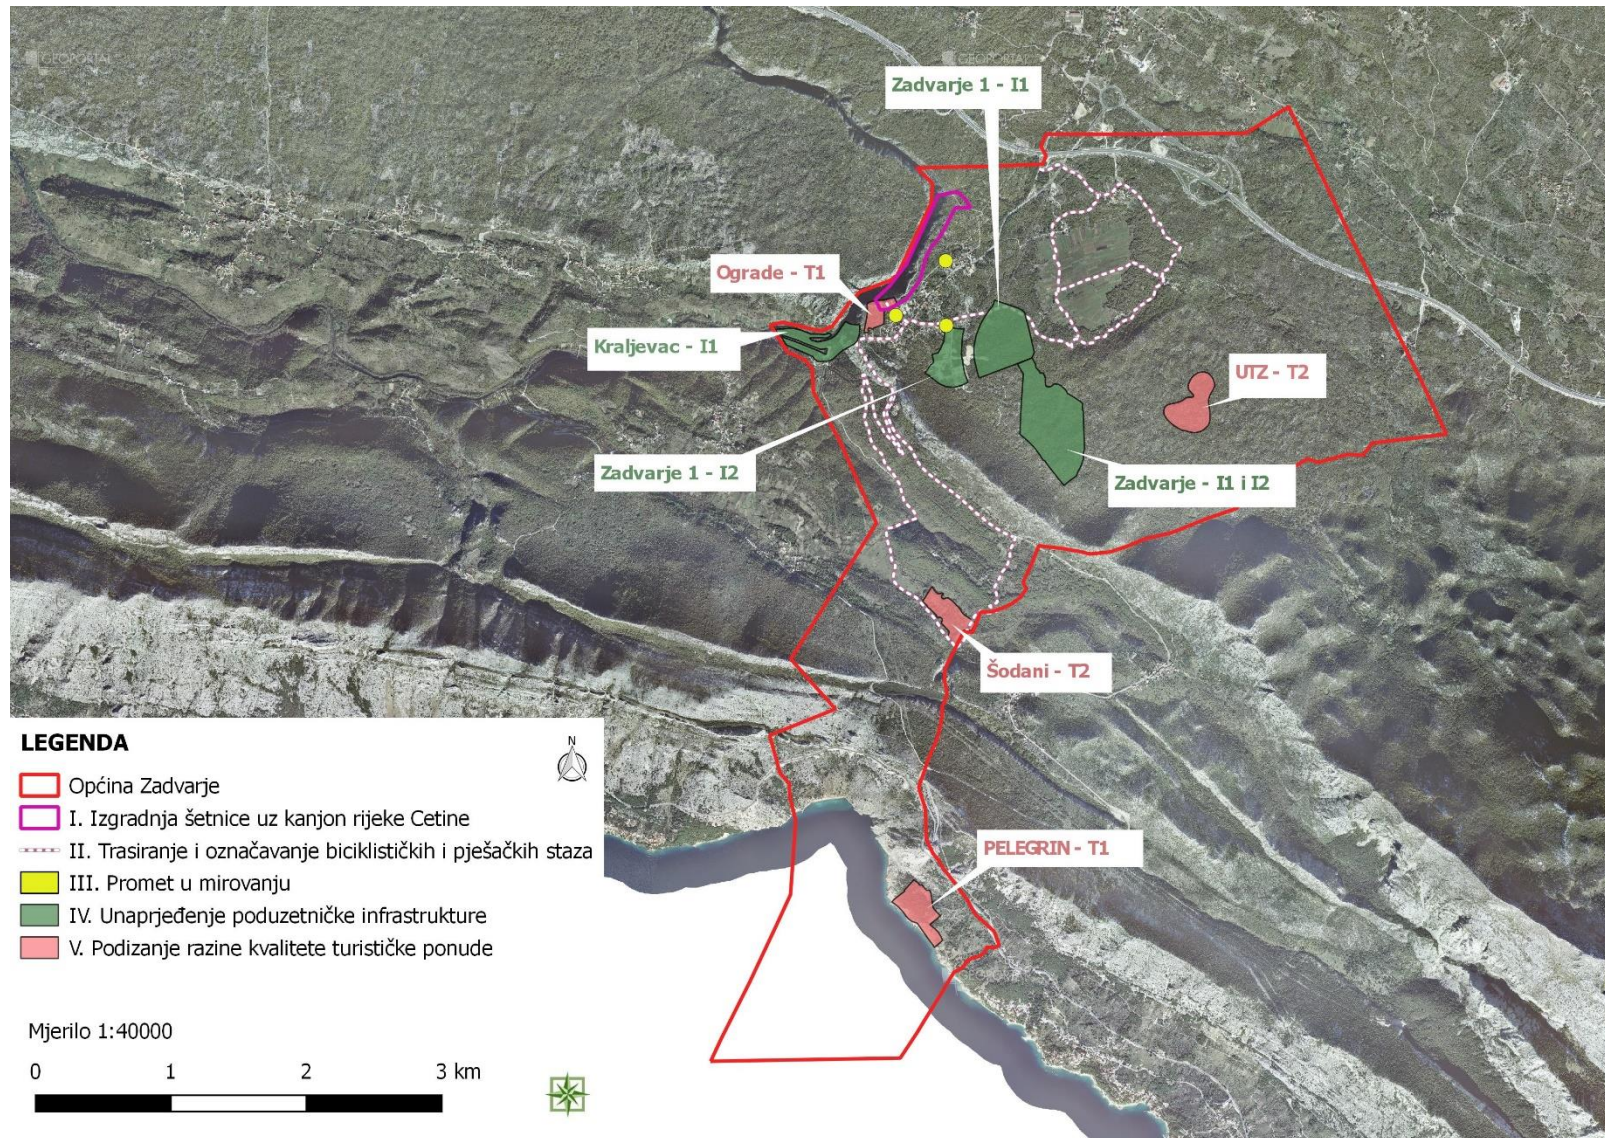 GEOPORTAL
GEOPORTAL
Zadvarje 1 - I1
Ograde - T1
Kraljevac - I1
UTZ - T2
Zadvarje 1 - I2
Zadvarje - I1 i I2
Šodani - T2
PELEGRIN - T1
LEGENDA
N
Općina Zadvarje
I. Izgradnja šetnice uz kanjon rijeke Cetine
II. Trasiranje i označavanje biciklističkih i pješačkih staza
III. Promet u mirovanju
IV. Unaprjeđenje poduzetničke infrastrukture
V. Podizanje razine kvalitete turističke ponude
Mjerilo 1:40000
0 1 2 3 km